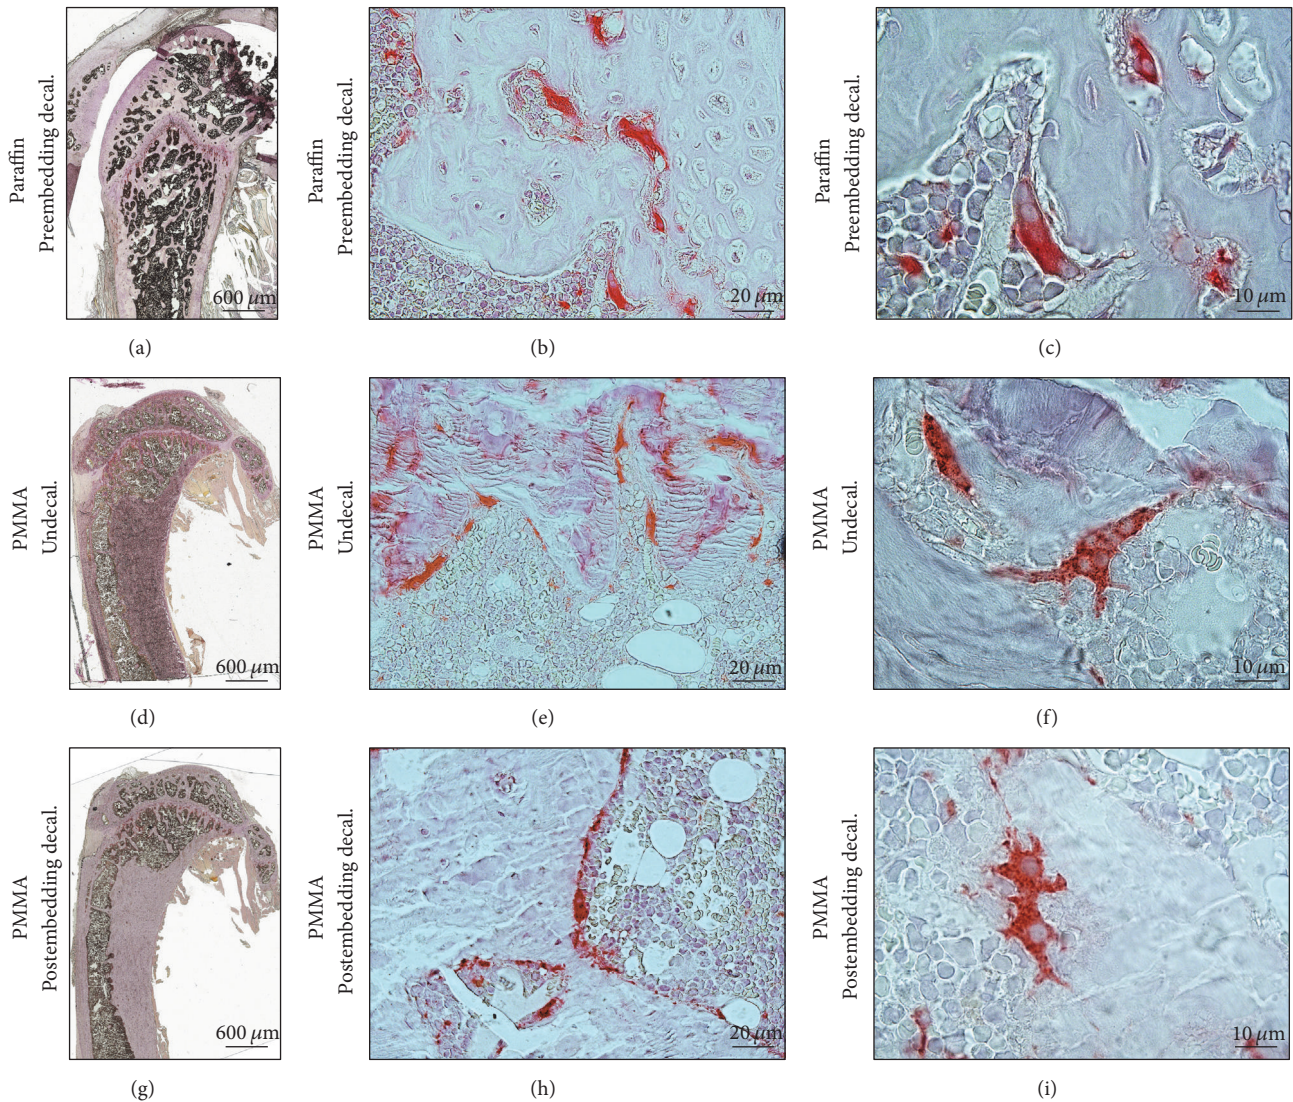 Paraffin
Preembedding decal.
600 µm
Paraffin
Preembedding decal.
20 µm
Paraffin
Preembedding decal.
10 µm
(a)
(b)
(c)
PMMA
Undecal.
600 µm
PMMA
Undecal.
20 µm
PMMA
Undecal.
10 µm
(d)
(e)
(f)
PMMA
Postembedding decal.
600 µm
PMMA
Postembedding decal.
20 µm
PMMA
Postembedding decal.
10 µm
(g)
(h)
(i)